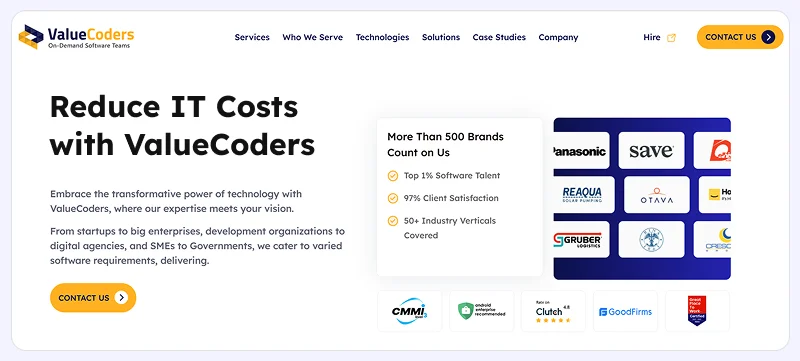 ValueCoders
On-Demand Software Teams
Services
Who We Serve
Technologies
Solutions
Case Studies
Company
Hire
CONTACT US
Reduce IT Costs
with ValueCoders
Embrace the transformative power of technology with
ValueCoders, where our expertise meets your vision.
From startups to big enterprises, development organizations to
digital agencies, and SMEs to Governments, we cater to varied
software requirements, delivering.
CONTACT US
More Than 500 Brands
Count on Us
Top 1% Software Talent
97% Client Satisfaction
50+ Industry Verticals
Covered
Panasonic
save
REAQUA
SOLAR PUMPING
OTAVA
Ho
GRUBER
LOGISTICS
CRESC
CMMI
android
enterprise
recommended
Rate on
Clutch 4.8
GoodFirms
Great
Place
To
Work
Certified